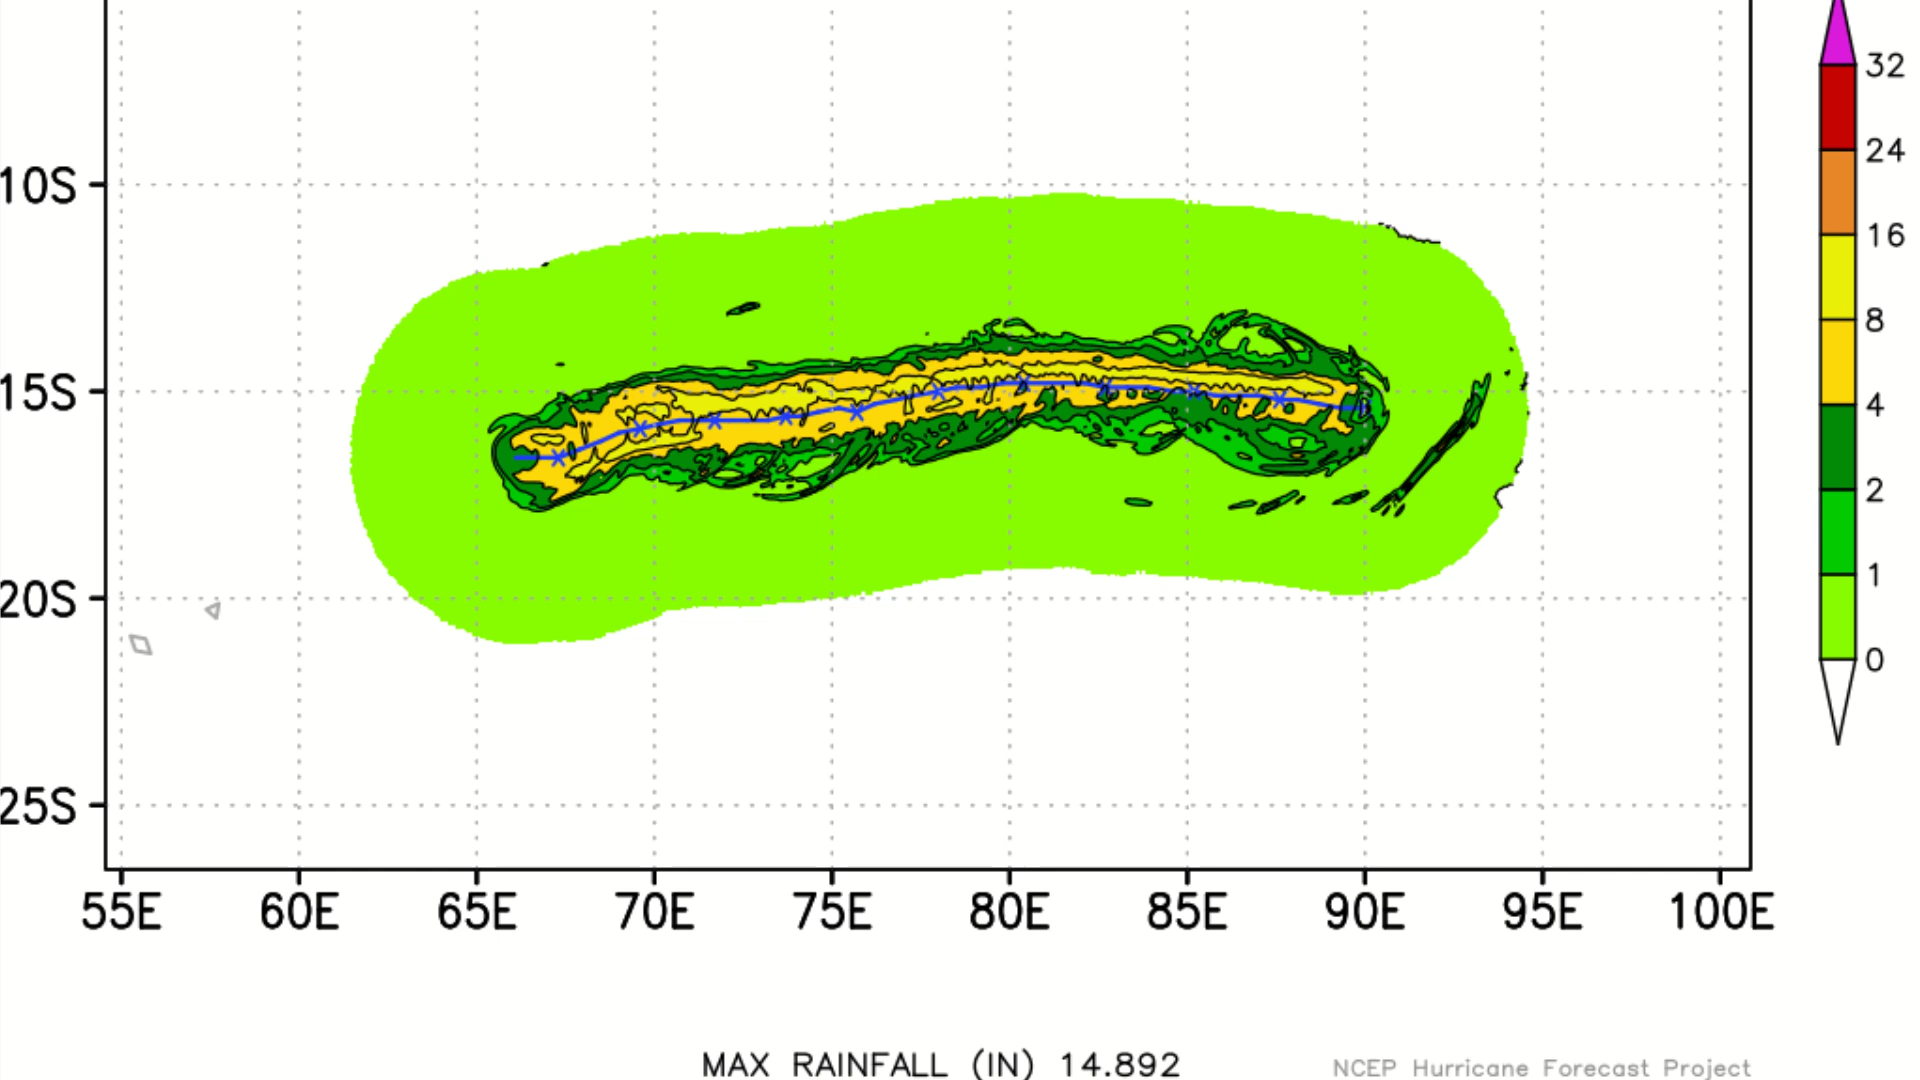 32
24
10S
16
8
15S
4
2
20S
1
0
25S
55E 60E 65E 70E 75E 80E 85E 90E 95E 100E
MAX RAINFALL (IN) 14.892
NCEP Hurricane Forecast Project